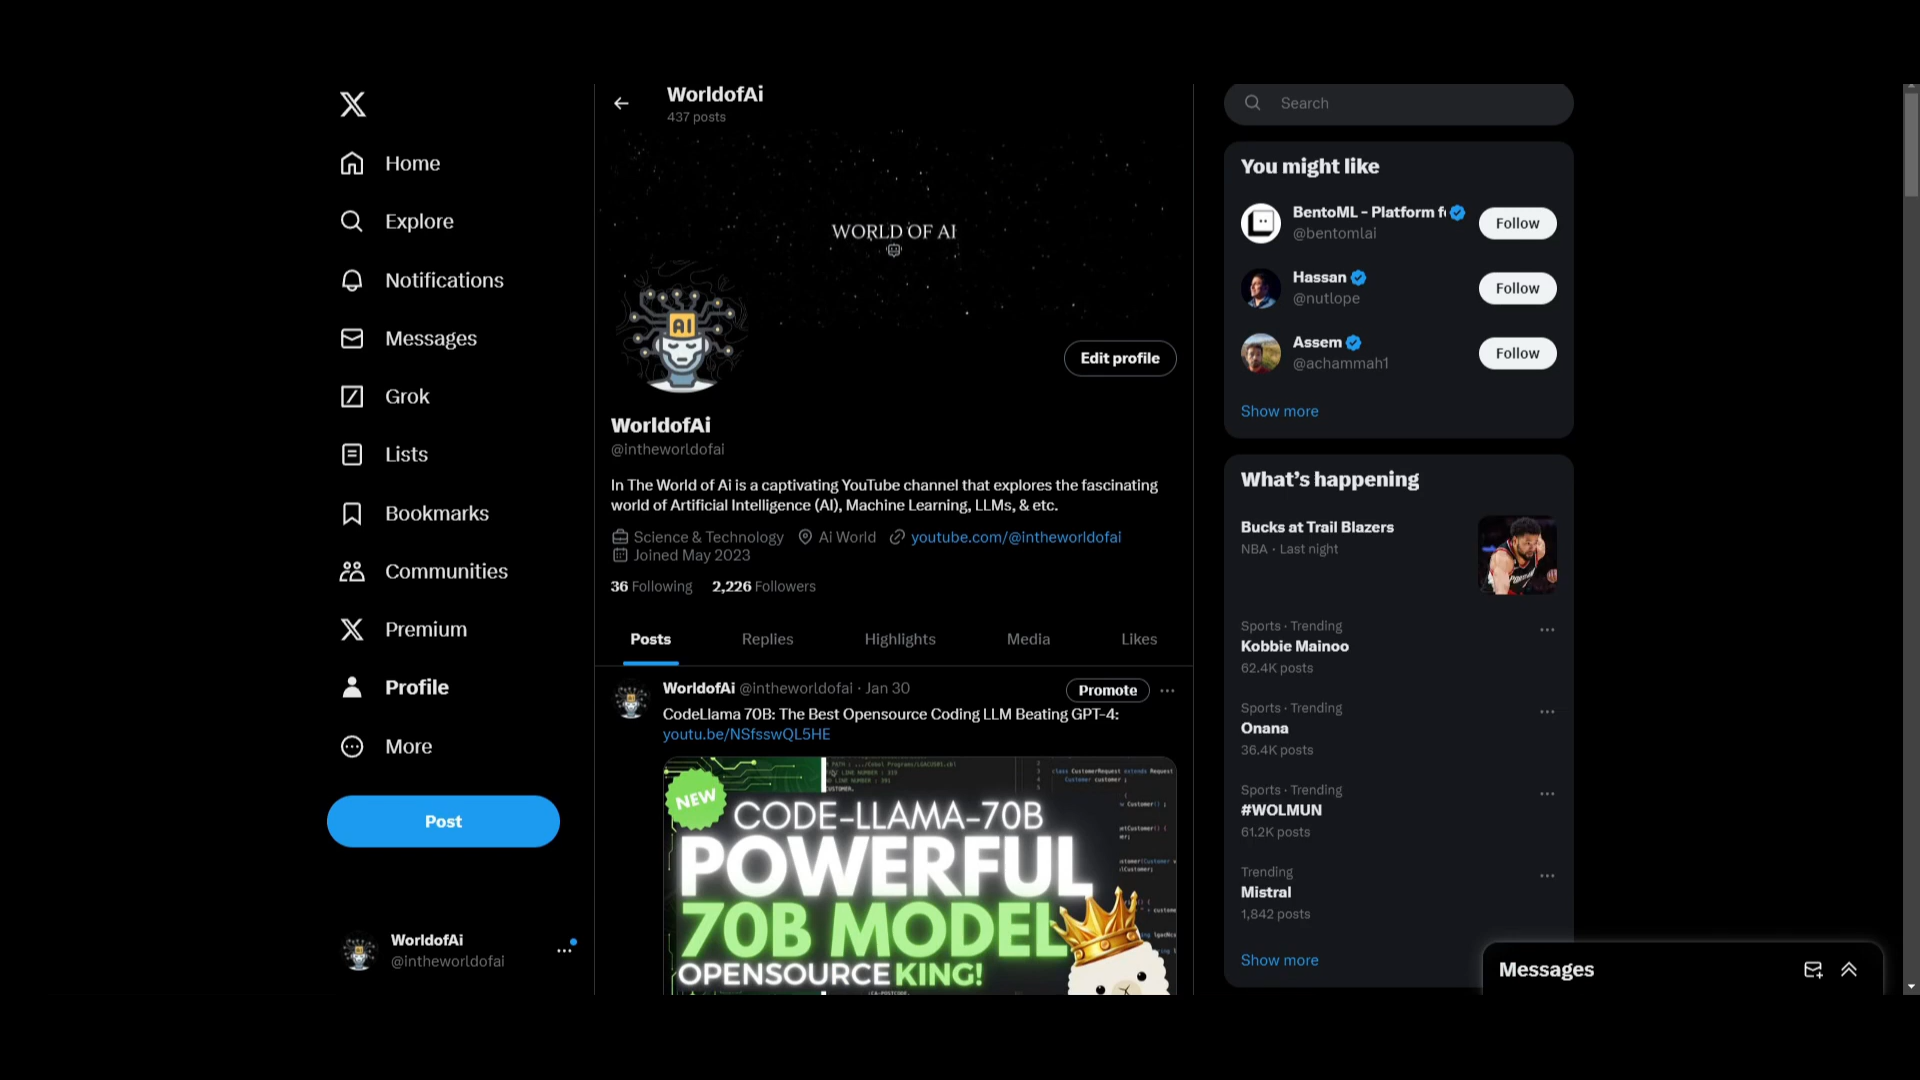 Home
Explore
Notifications
Messages
Grok
Lists
Bookmarks
Communities
Premium
Profile
More
Post
WorldofAi
@intheworldofai
WorldofAi
437 posts
WORLD OF AI
AI
Edit profile
WorldofAi
@intheworldofai
In The World of Ai is a captivating YouTube channel that explores the fascinating
world of Artificial Intelligence (AI), Machine Learning, LLMs, & etc.
Science & Technology Ai World youtube.com/@intheworldofai
Joined May 2023
36 Following 2,226 Followers
Posts Replies Highlights Media Likes
WorldofAi @intheworldofai · Jan 30
Promote
CodeLlama 70B: The Best Opensource Coding LLM Beating GPT-4:
youtu.be/NSfsswQL5HE
NEW
CODE-LLAMA-70B
POWERFUL
70B MODEL
OPENSOURCE KING!
Search
You might like
BentoML - Platform
@bentomlai
Follow
Hassan
@nutlope
Follow
Assem
@achammah1
Follow
Show more
What's happening
Bucks at Trail Blazers
NBA · Last night
Sports · Trending
Kobbie Mainoo
62.4K posts
Sports · Trending
Onana
36.4K posts
Sports · Trending
#WOLMUN
61.2K posts
Trending
Mistral
1,842 posts
Show more
Messages